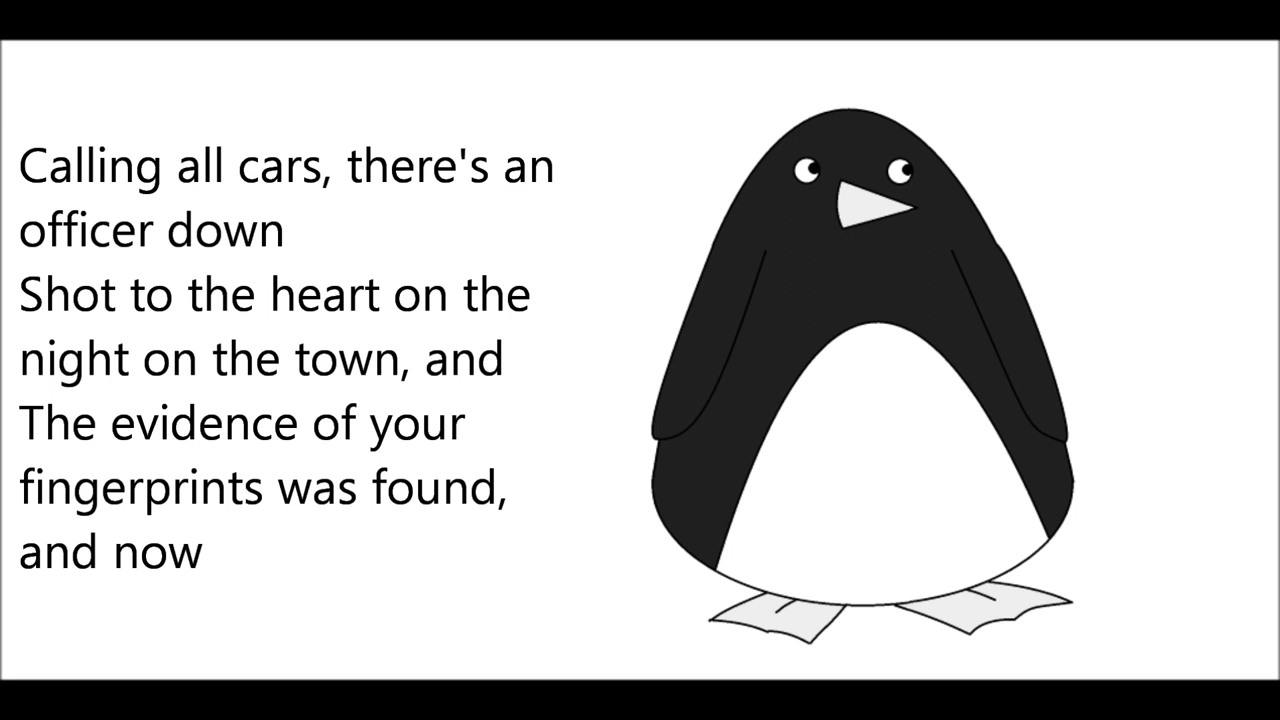 Calling all cars, there's an
officer down
Shot to the heart on the
night on the town, and
The evidence of your
fingerprints was found,
and now